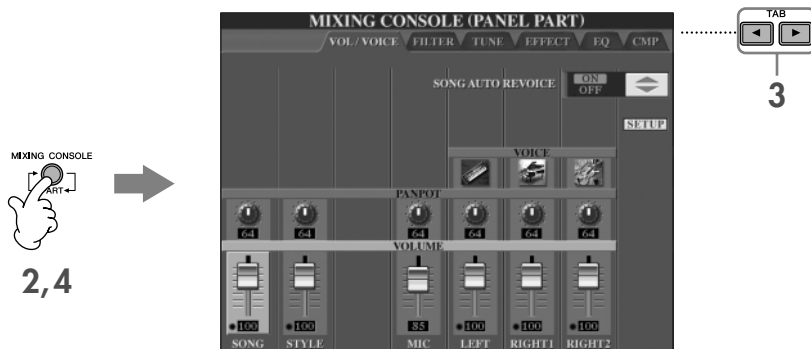 MIXING CONSOLE (PANEL PART)
VOL / VOICE FILTER TUNE EFFECT EQ CMP
TAB
3
SONG AUTO REVOICE ON
OFF
SETUP
MIXING CONSOLE
ART
2,4
VOICE
PANPOT
64 64 64 64 64 64
VOLUME
100 100 85 100 100 100
SONG STYLE MIC LEFT RIGHT1 RIGHT2